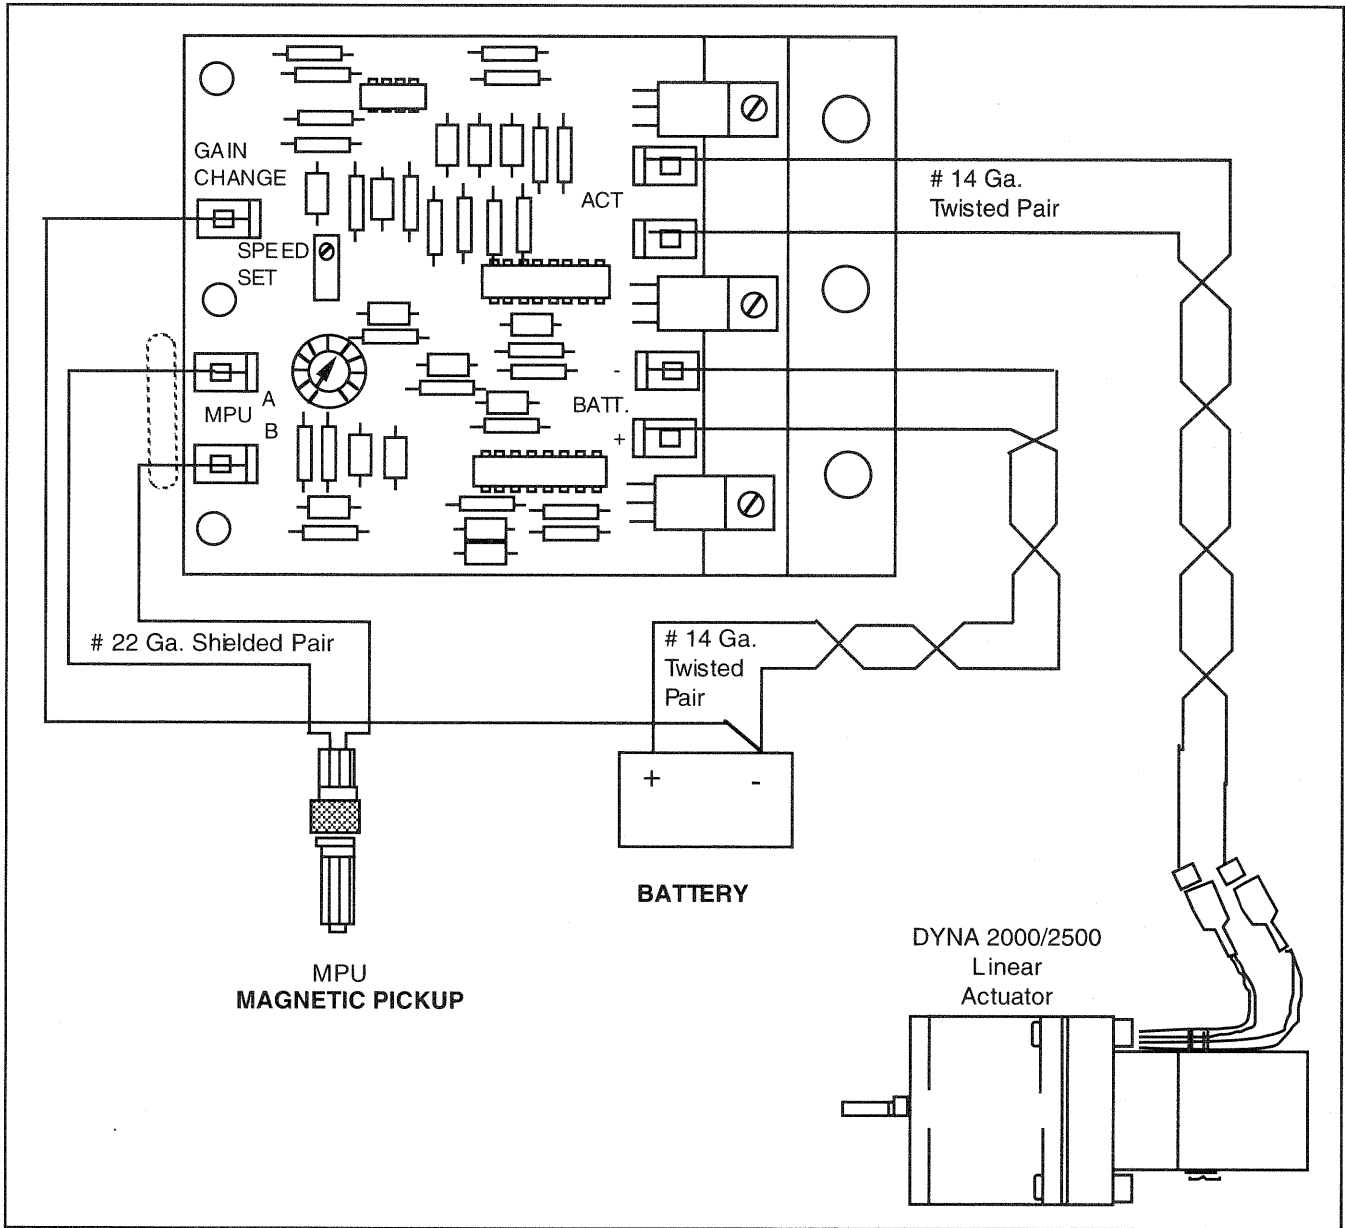 GAIN
CHANGE
SPEED
SET
ACT
# 14 Ga.
Twisted Pair
A
MPU
B
-
BATT.
+
# 22 Ga. Shielded Pair
# 14 Ga.
Twisted
Pair
+ -
BATTERY
MPU
MAGNETIC PICKUP
DYNA 2000/2500
Linear
Actuator